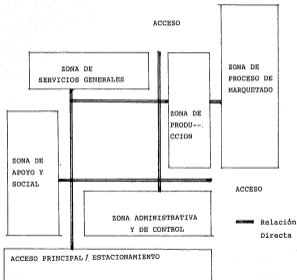 ACCESO
ZONA DE
SERVICIOS GENERALES
ZONA DE
PROCESO DE
MARQUETADO
ZONA DE
PRODU--
CCION
ZONA DE
APOYO Y
SOCIAL
ACCESO
ZONA ADMINISTRATIVA
Y DE CONTROL
Relación
Directa
ACCESO PRINCIPAL/ ESTACIONAMIENTO